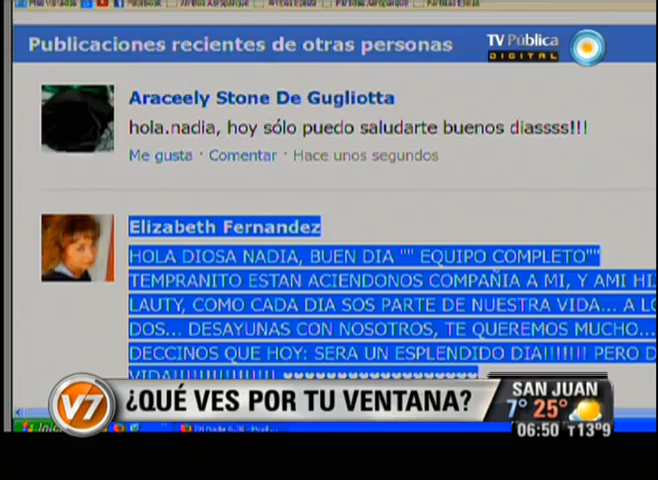 Facebook
Publicaciones recientes de otras personas
TV Pública
DIGITAL
Araceely Stone De Gugliotta
hola.nadia, hoy sólo puedo saludarte buenos diassss!!!
Me gusta · Comentar · Hace unos segundos
Elizabeth Fernandez
HOLA DIOSA NADIA, BUEN DIA "" EQUIPO COMPLETO""
TEMPRANITO ESTAN ACIENDONOS COMPAÑIA A MI, Y AMI HI
LAUTY, COMO CADA DIA SOS PARTE DE NUESTRA VIDA... A LO
DOS... DESAYUNAS CON NOSOTROS, TE QUEREMOS MUCHO...
DECCINOS QUE HOY: SERA UN ESPLENDIDO DIA!!!!!!! PERO D
V7
¿QUÉ VES POR TU VENTANA?
SAN JUAN
7° 25°
06:50 T13°9